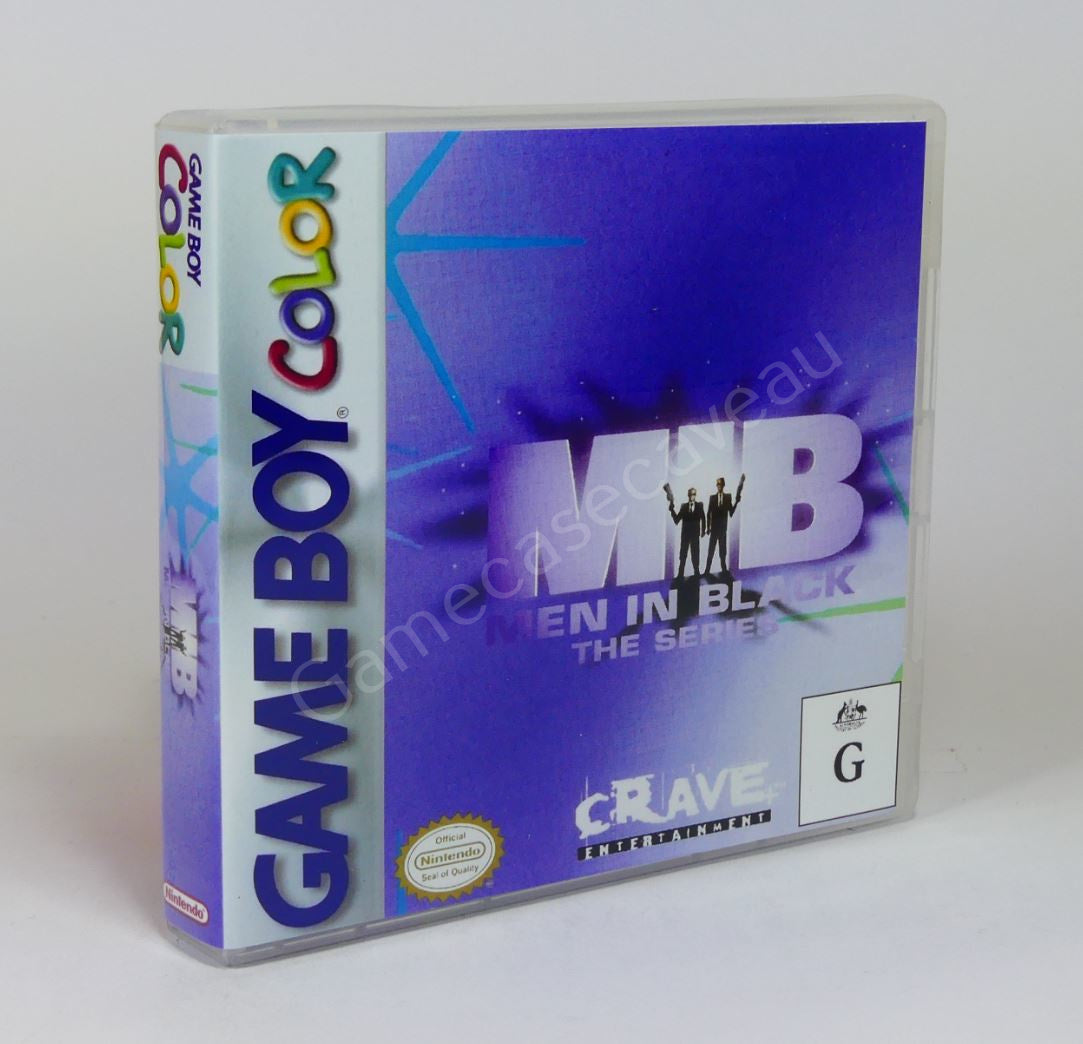 GAME BOY
COLOR
MIB
Nintendo
GAME BOY® COLOR
MIB
MEN IN BLACK
THE SERIES
G
CRAVE
ENTERTAINMENT
Official
Nintendo
Seal of Quality
Gamecasecaveau